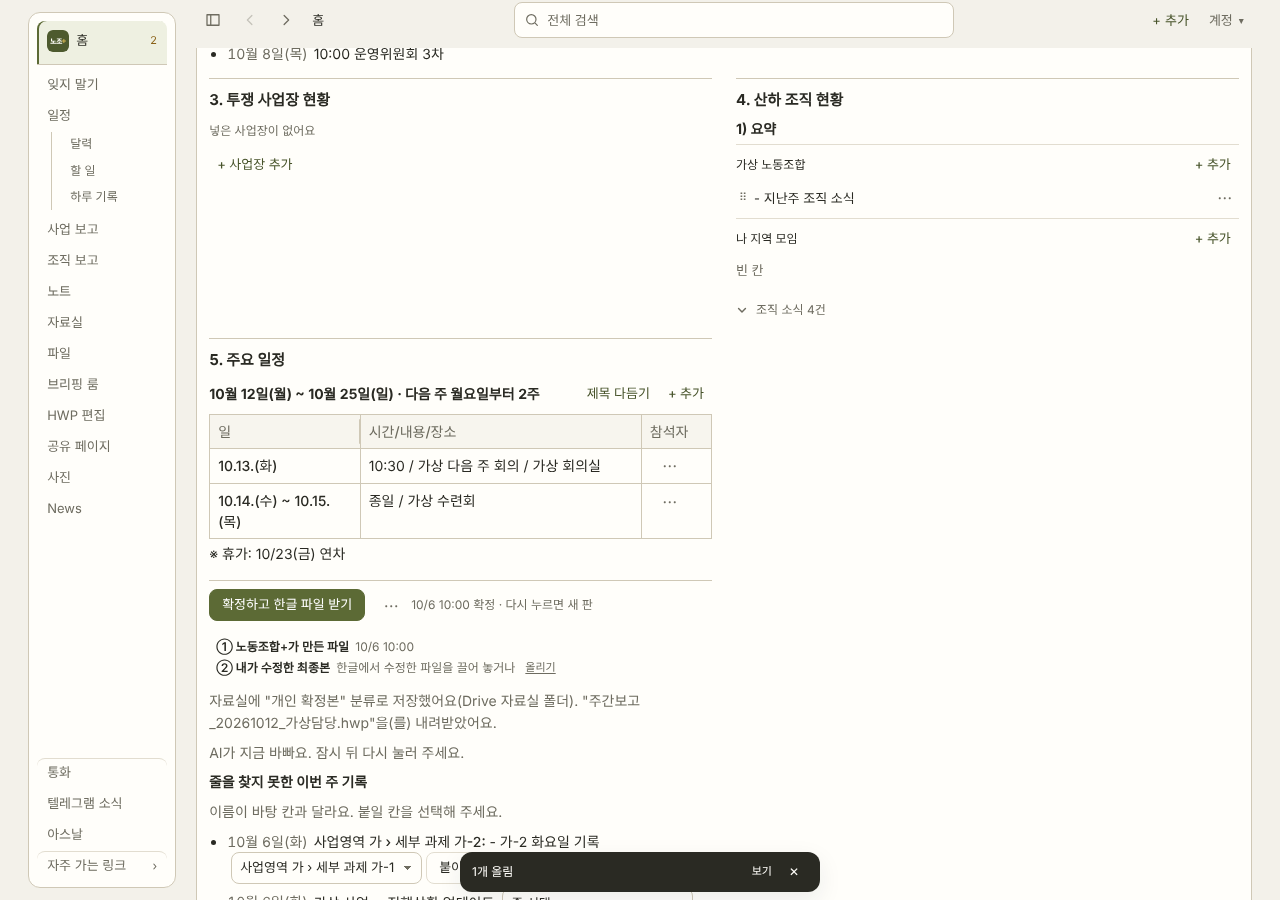 노조+ 홈 2
잊지 말기
일정
달력
할 일
하루 기록
사업 보고
조직 보고
노트
자료실
파일
브리핑 룸
HWP 편집
공유 페이지
사진
News
통화
텔레그램 소식
아스날
자주 가는 링크 ›
홈
전체 검색
+ 추가 계정 ▾
10월 8일(목) 10:00 운영위원회 3차
3. 투쟁 사업장 현황
넣은 사업장이 없어요
+ 사업장 추가
4. 산하 조직 현황
1) 요약
가상 노동조합 + 추가
- 지난주 조직 소식 ···
나 지역 모임 + 추가
빈 칸
조직 소식 4건
5. 주요 일정
10월 12일(월) ~ 10월 25일(일) · 다음 주 월요일부터 2주 제목 다듬기 + 추가
일 시간/내용/장소 참석자
10.13.(화) 10:30 / 가상 다음 주 회의 / 가상 회의실 ···
10.14.(수) ~ 10.15. 종일 / 가상 수련회 ···
(목)
※ 휴가: 10/23(금) 연차
확정하고 한글 파일 받기 ··· 10/6 10:00 확정 · 다시 누르면 새 판
① 노동조합+가 만든 파일 10/6 10:00
② 내가 수정한 최종본 한글에서 수정한 파일을 끌어 놓거나 올리기
자료실에 "개인 확정본" 분류로 저장했어요(Drive 자료실 폴더). "주간보고
_20261012_가상담당.hwp"을(를) 내려받았어요.
AI가 지금 바빠요. 잠시 뒤 다시 눌러 주세요.
줄을 찾지 못한 이번 주 기록
이름이 바탕 칸과 달라요. 붙일 칸을 선택해 주세요.
10월 6일(화) 사업영역 가 › 세부 과제 가-2: - 가-2 화요일 기록
사업영역 가 › 세부 과제 가-1
1개 올림 보기 ✕